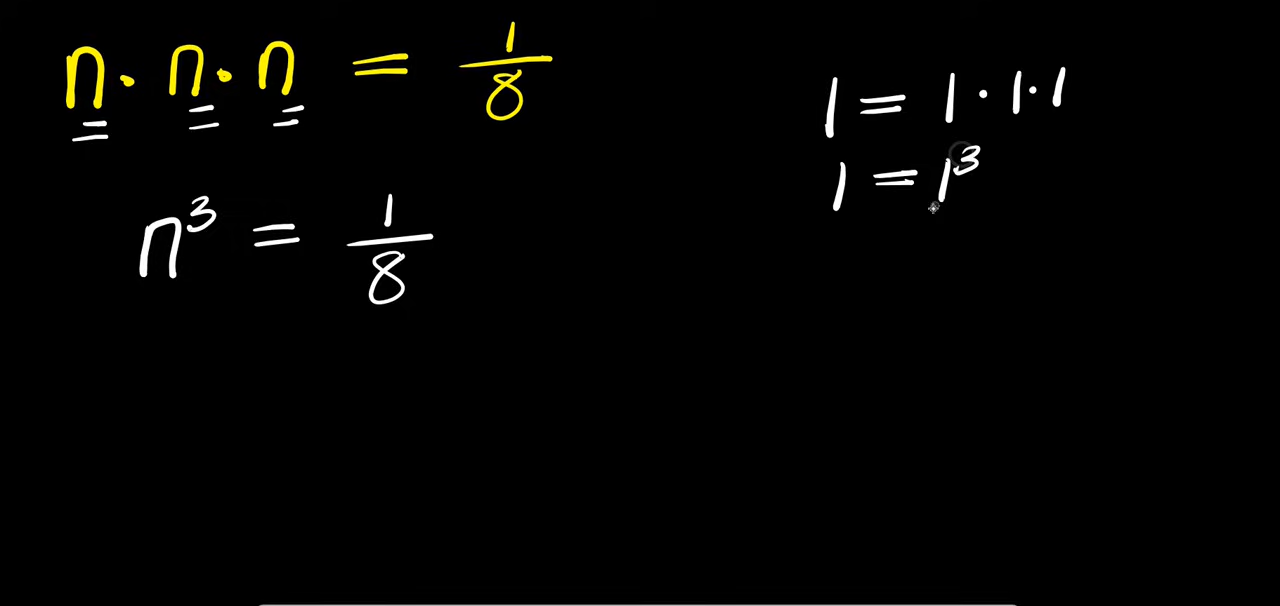 n · n · n = 1/8
n³ = 1/8
1 = 1 · 1 · 1
1 = 1³